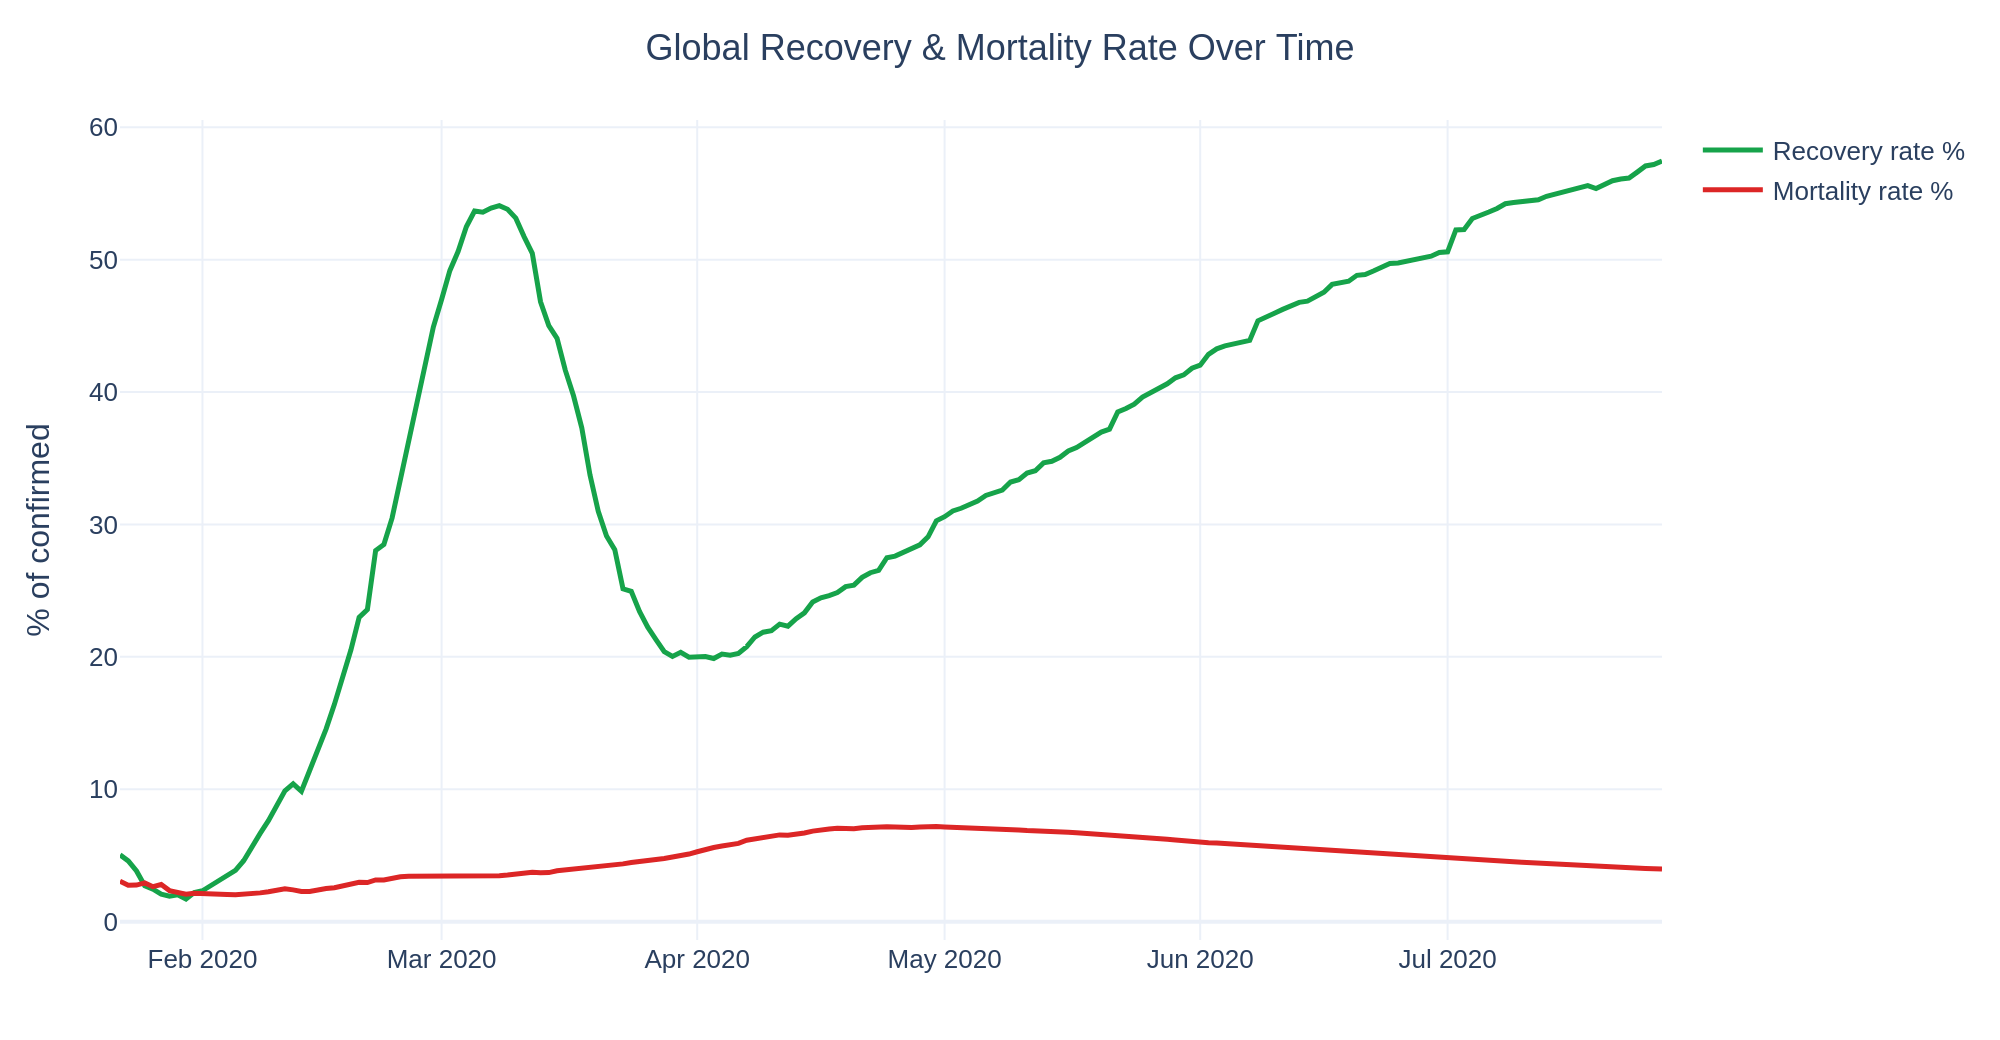 Global Recovery & Mortality Rate Over Time
60
50
40
30
20
10
0
% of confirmed
Feb 2020
Mar 2020
Apr 2020
May 2020
Jun 2020
Jul 2020
Recovery rate %
Mortality rate %